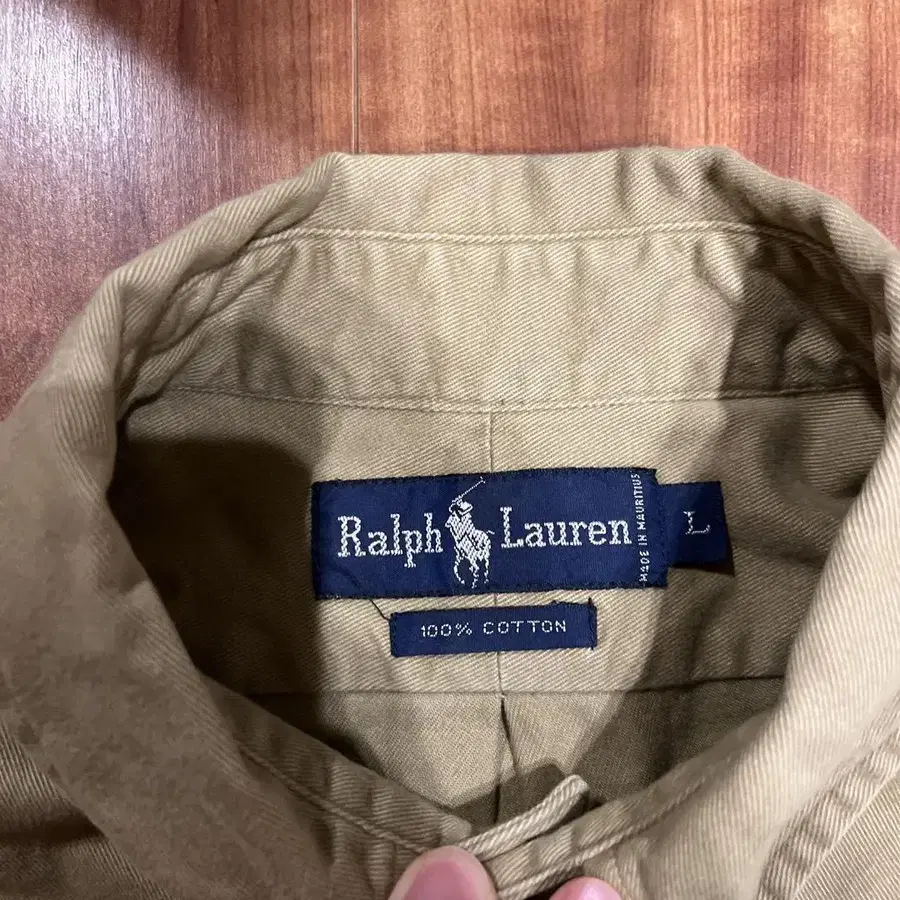 Ralph Lauren
MADE IN MAURITIUS
L
100% COTTON